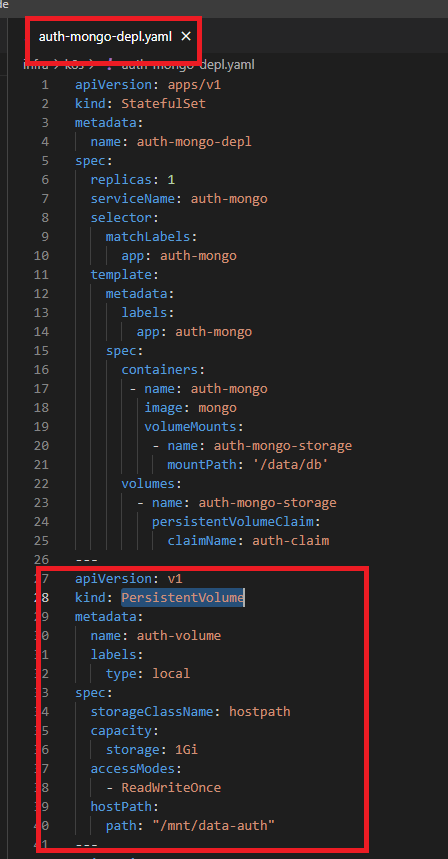 de
auth-mongo-depl.yaml ×
infra > k8s > ! auth-mongo-depl.yaml
1 apiVersion: apps/v1
2 kind: StatefulSet
3 metadata:
4 name: auth-mongo-depl
5 spec:
6 replicas: 1
7 serviceName: auth-mongo
8 selector:
9 matchLabels:
10 app: auth-mongo
11 template:
12 metadata:
13 labels:
14 app: auth-mongo
15 spec:
16 containers:
17 - name: auth-mongo
18 image: mongo
19 volumeMounts:
20 - name: auth-mongo-storage
21 mountPath: '/data/db'
22 volumes:
23 - name: auth-mongo-storage
24 persistentVolumeClaim:
25 claimName: auth-claim
26 ---
27 apiVersion: v1
28 kind: PersistentVolume
29 metadata:
30 name: auth-volume
31 labels:
32 type: local
33 spec:
34 storageClassName: hostpath
35 capacity:
36 storage: 1Gi
37 accessModes:
38 - ReadWriteOnce
39 hostPath:
40 path: "/mnt/data-auth"
41 ---